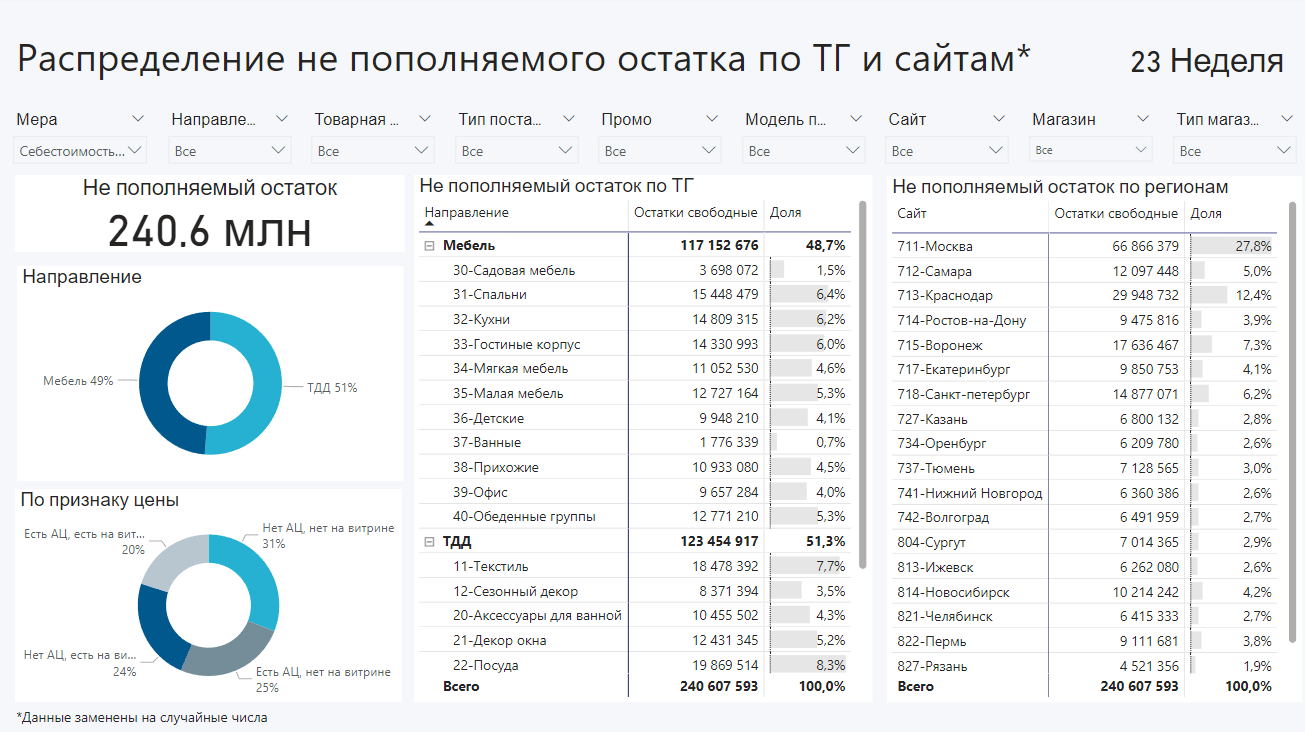 Распределение не пополняемого остатка по ТГ и сайтам*
23 Неделя
Мера
Направле...
Товарная ...
Тип поста...
Промо
Модель п...
Сайт
Магазин
Тип магаз...
Себестоимость...
Все
Все
Все
Все
Все
Все
Все
Все
Не пополняемый остаток
240.6 млн
Направление
Мебель 49%
ТДД 51%
По признаку цены
Есть АЦ, есть на вит...
20%
Нет АЦ, нет на витрине
31%
Нет АЦ, есть на ви...
24%
Есть АЦ, нет на витрине
25%
Не пополняемый остаток по ТГ
Направление Остатки свободные Доля
Мебель 117 152 676 48,7%
30-Садовая мебель 3 698 072 1,5%
31-Спальни 15 448 479 6,4%
32-Кухни 14 809 315 6,2%
33-Гостиные корпус 14 330 993 6,0%
34-Мягкая мебель 11 052 530 4,6%
35-Малая мебель 12 727 164 5,3%
36-Детские 9 948 210 4,1%
37-Ванные 1 776 339 0,7%
38-Прихожие 10 933 080 4,5%
39-Офис 9 657 284 4,0%
40-Обеденные группы 12 771 210 5,3%
ТДД 123 454 917 51,3%
11-Текстиль 18 478 392 7,7%
12-Сезонный декор 8 371 394 3,5%
20-Аксессуары для ванной 10 455 502 4,3%
21-Декор окна 12 431 345 5,2%
22-Посуда 19 869 514 8,3%
Всего 240 607 593 100,0%
Не пополняемый остаток по регионам
Сайт Остатки свободные Доля
711-Москва 66 866 379 27,8%
712-Самара 12 097 448 5,0%
713-Краснодар 29 948 732 12,4%
714-Ростов-на-Дону 9 475 816 3,9%
715-Воронеж 17 636 467 7,3%
717-Екатеринбург 9 850 753 4,1%
718-Санкт-петербург 14 877 071 6,2%
727-Казань 6 800 132 2,8%
734-Оренбург 6 209 780 2,6%
737-Тюмень 7 128 565 3,0%
741-Нижний Новгород 6 360 386 2,6%
742-Волгоград 6 491 959 2,7%
804-Сургут 7 014 365 2,9%
813-Ижевск 6 262 080 2,6%
814-Новосибирск 10 214 242 4,2%
821-Челябинск 6 415 333 2,7%
822-Пермь 9 111 681 3,8%
827-Рязань 4 521 356 1,9%
Всего 240 607 593 100,0%
*Данные заменены на случайные числа